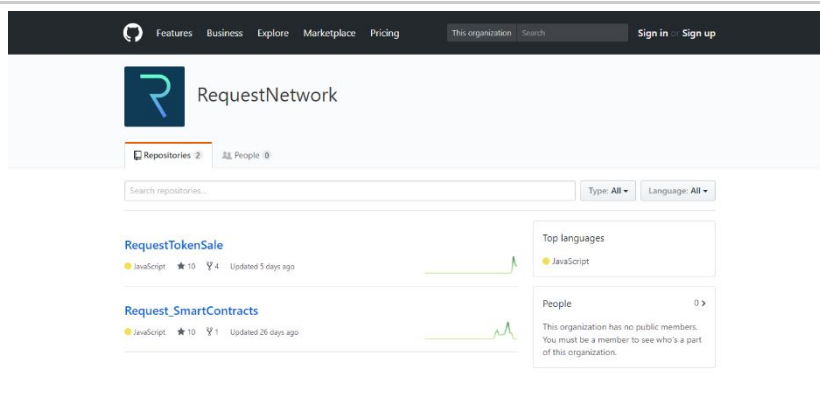 Features Business Explore Marketplace Pricing This organization Search Sign in or Sign up
RequestNetwork
Repositories 2 People 0
Search repositories... Type: All Language: All
RequestTokenSale
JavaScript 10 4 Updated 5 days ago
Request_SmartContracts
JavaScript 10 1 Updated 26 days ago
Top languages
JavaScript
People 0
This organization has no public members.
You must be a member to see who's a part
of this organization.